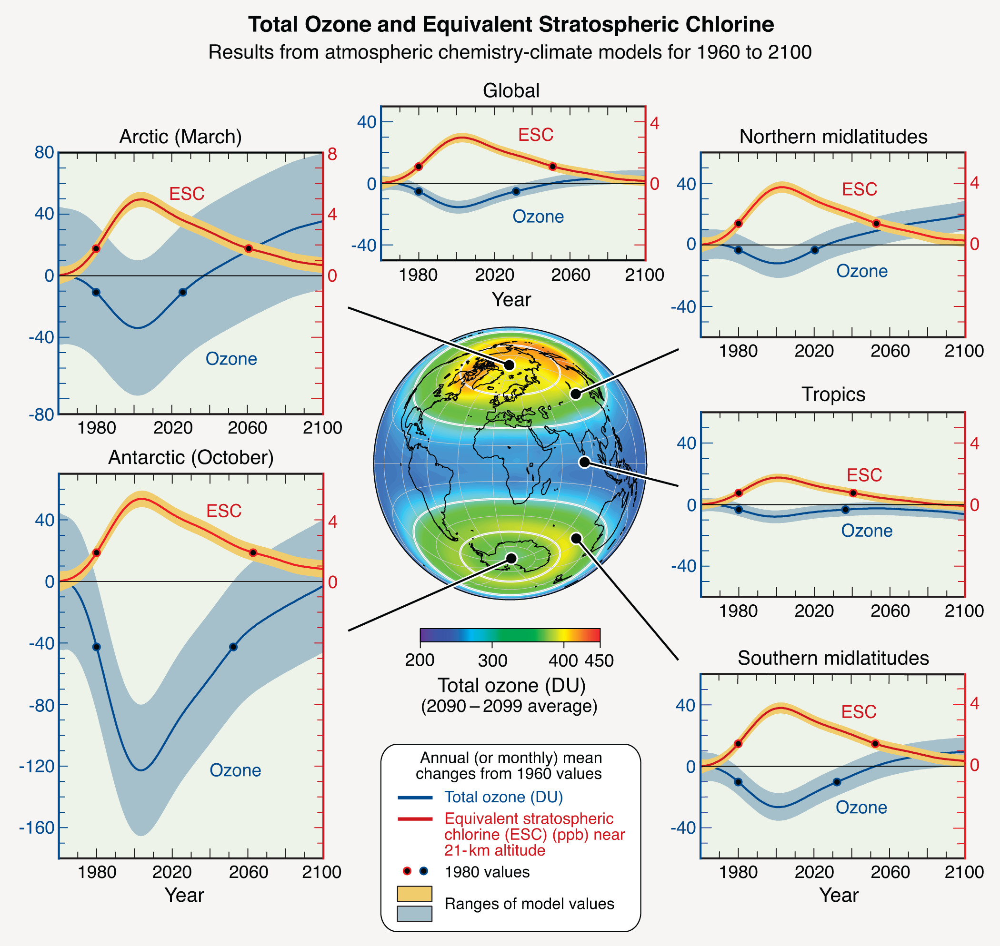 Total Ozone and Equivalent Stratospheric Chlorine
Results from atmospheric chemistry-climate models for 1960 to 2100
Global
40
0
-40
4
0
ESC
Ozone
1980 2020 2060 2100
Year
Arctic (March)
80
40
0
-40
-80
8
4
0
ESC
Ozone
1980 2020 2060 2100
Northern midlatitudes
40
0
-40
4
0
ESC
Ozone
1980 2020 2060 2100
Tropics
40
0
-40
4
0
ESC
Ozone
1980 2020 2060 2100
Antarctic (October)
40
0
-40
-80
-120
-160
4
0
ESC
Ozone
1980 2020 2060 2100
Year
Southern midlatitudes
40
0
-40
4
0
ESC
Ozone
1980 2020 2060 2100
Year
200 300 400 450
Total ozone (DU)
(2090 – 2099 average)
Annual (or monthly) mean
changes from 1960 values
Total ozone (DU)
Equivalent stratospheric
chlorine (ESC) (ppb) near
21-km altitude
1980 values
Ranges of model values